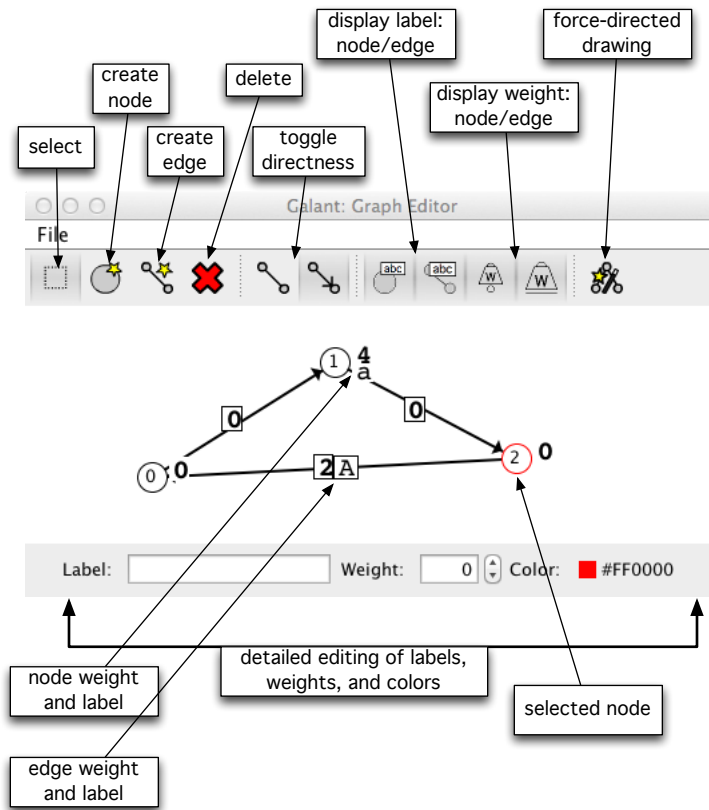 display label:
node/edge
force-directed
drawing
create
node
delete
display weight:
node/edge
select
create
edge
toggle
directness
Galant: Graph Editor
File
abc
abc
w
W
1
4
a
0
0
0
0
2
A
2
0
Label:
Weight:
0
Color:
#FF0000
detailed editing of labels,
weights, and colors
node weight
and label
selected node
edge weight
and label